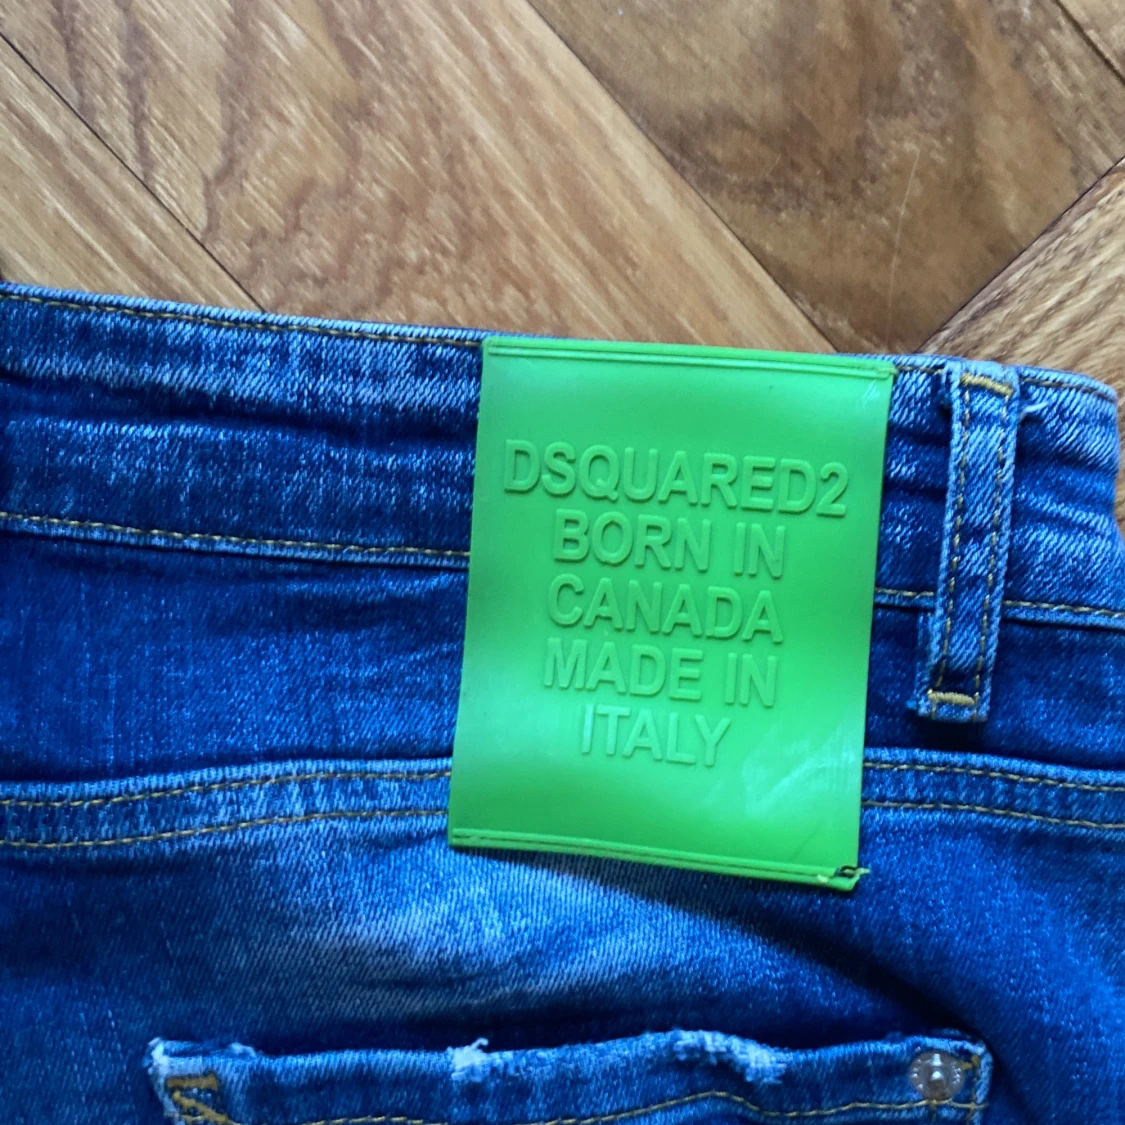 DSQUARED2
BORN IN
CANADA
MADE IN
ITALY